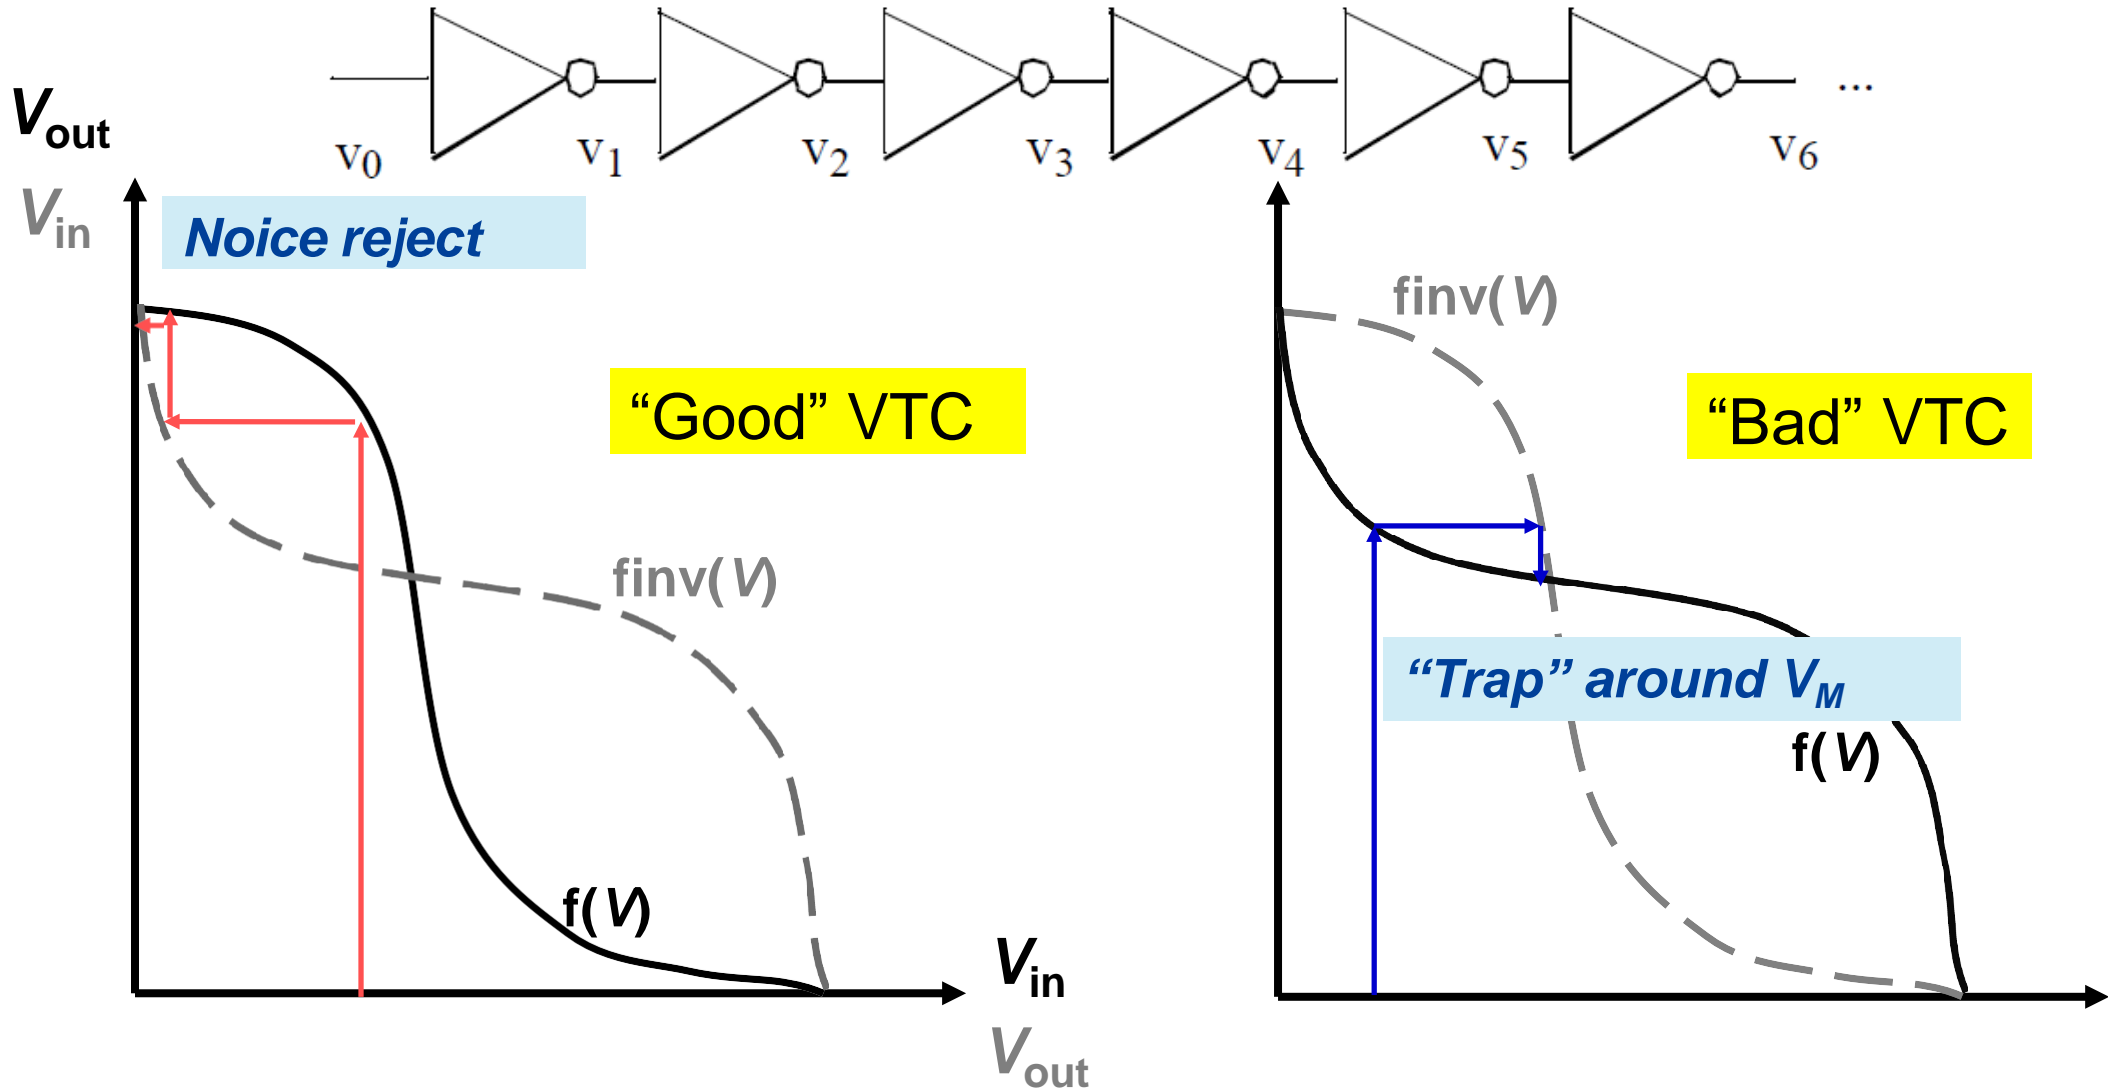 v0 v1 v2 v3 v4 v5 v6 ...
Vout
Vin
Noice reject
finv(V)
"Good" VTC
"Bad" VTC
finv(V)
"Trap" around VM
f(V)
f(V)
Vin
Vout